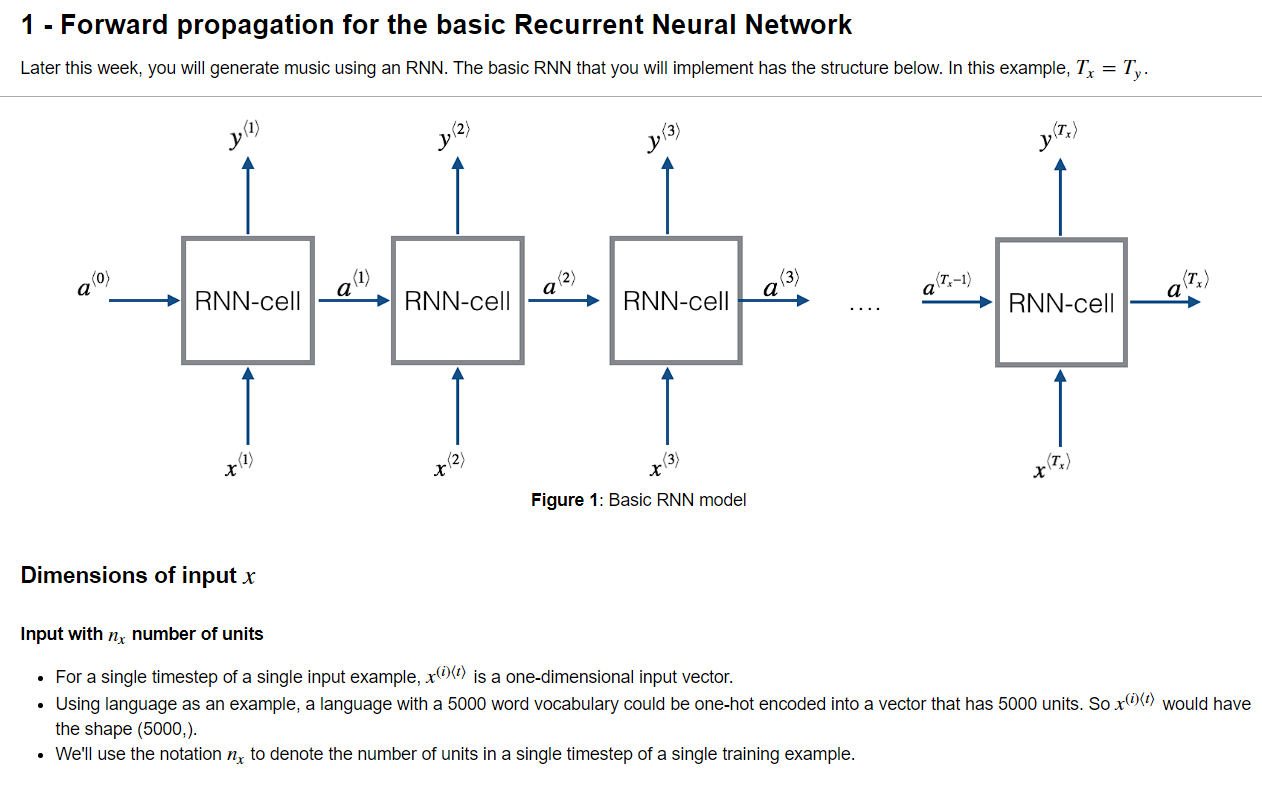 1 - Forward propagation for the basic Recurrent Neural Network
Later this week, you will generate music using an RNN. The basic RNN that you will implement has the structure below. In this example, Tₓ = Tᵧ.
y⟨1⟩ y⟨2⟩ y⟨3⟩ y⟨Tₓ⟩
a⟨0⟩ a⟨1⟩ a⟨2⟩ a⟨3⟩ a⟨Tₓ−1⟩ a⟨Tₓ⟩
RNN-cell RNN-cell RNN-cell .... RNN-cell
x⟨1⟩ x⟨2⟩ x⟨3⟩ x⟨Tₓ⟩
Figure 1: Basic RNN model
Dimensions of input x
Input with nₓ number of units
• For a single timestep of a single input example, x⁽ⁱ⁾⟨t⟩ is a one-dimensional input vector.
• Using language as an example, a language with a 5000 word vocabulary could be one-hot encoded into a vector that has 5000 units. So x⁽ⁱ⁾⟨t⟩ would have
the shape (5000,).
• We'll use the notation nₓ to denote the number of units in a single timestep of a single training example.